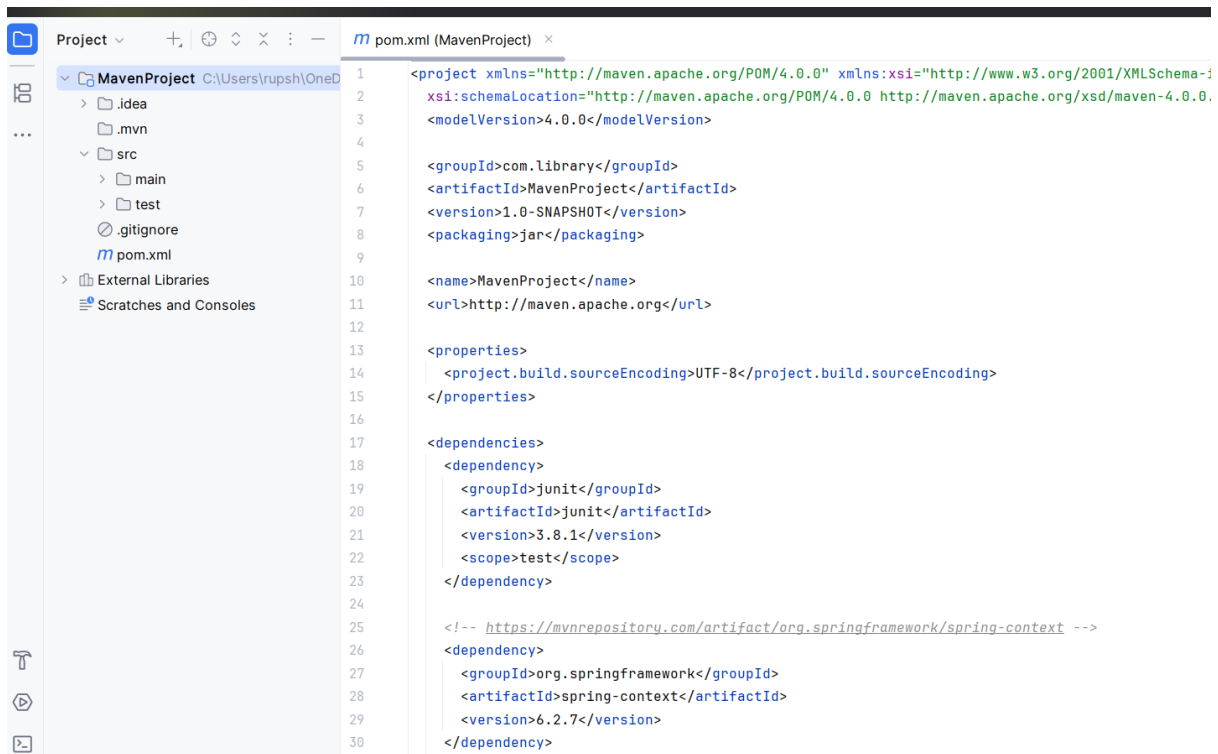 Project
MavenProject C:\Users\rupsh\OneD
.idea
.mvn
src
main
test
.gitignore
m pom.xml
External Libraries
Scratches and Consoles
m pom.xml (MavenProject)
1 <project xmlns="http://maven.apache.org/POM/4.0.0" xmlns:xsi="http://www.w3.org/2001/XMLSchema-i
2 xsi:schemaLocation="http://maven.apache.org/POM/4.0.0 http://maven.apache.org/xsd/maven-4.0.0.
3 <modelVersion>4.0.0</modelVersion>
4
5 <groupId>com.library</groupId>
6 <artifactId>MavenProject</artifactId>
7 <version>1.0-SNAPSHOT</version>
8 <packaging>jar</packaging>
9
10 <name>MavenProject</name>
11 <url>http://maven.apache.org</url>
12
13 <properties>
14 <project.build.sourceEncoding>UTF-8</project.build.sourceEncoding>
15 </properties>
16
17 <dependencies>
18 <dependency>
19 <groupId>junit</groupId>
20 <artifactId>junit</artifactId>
21 <version>3.8.1</version>
22 <scope>test</scope>
23 </dependency>
24
25 <!-- https://mvnrepository.com/artifact/org.springframework/spring-context -->
26 <dependency>
27 <groupId>org.springframework</groupId>
28 <artifactId>spring-context</artifactId>
29 <version>6.2.7</version>
30 </dependency>